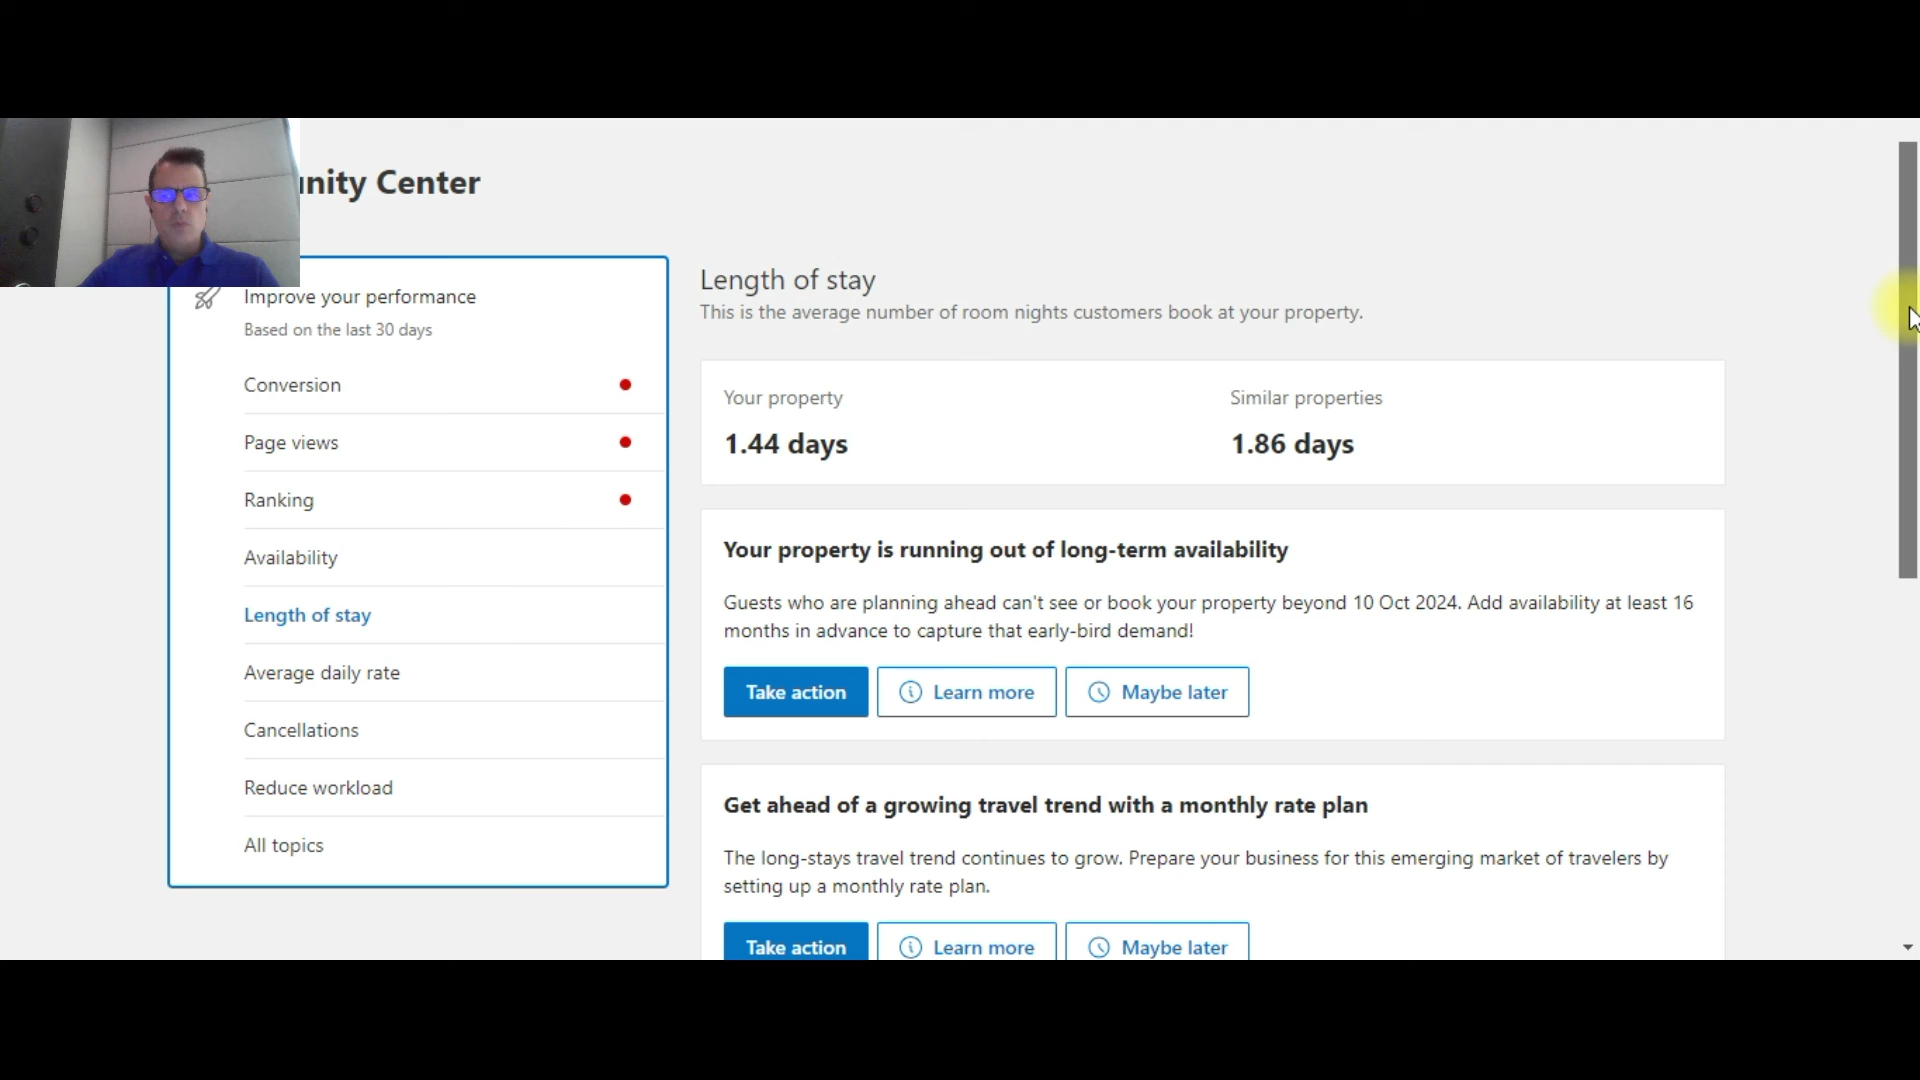 nity Center
Improve your performance
Based on the last 30 days
Conversion
Page views
Ranking
Availability
Length of stay
Average daily rate
Cancellations
Reduce workload
All topics
Length of stay
This is the average number of room nights customers book at your property.
Your property
Similar properties
1.44 days
1.86 days
Your property is running out of long-term availability
Guests who are planning ahead can't see or book your property beyond 10 Oct 2024. Add availability at least 16
months in advance to capture that early-bird demand!
Take action
Learn more
Maybe later
Get ahead of a growing travel trend with a monthly rate plan
The long-stays travel trend continues to grow. Prepare your business for this emerging market of travelers by
setting up a monthly rate plan.
Take action
Learn more
Maybe later